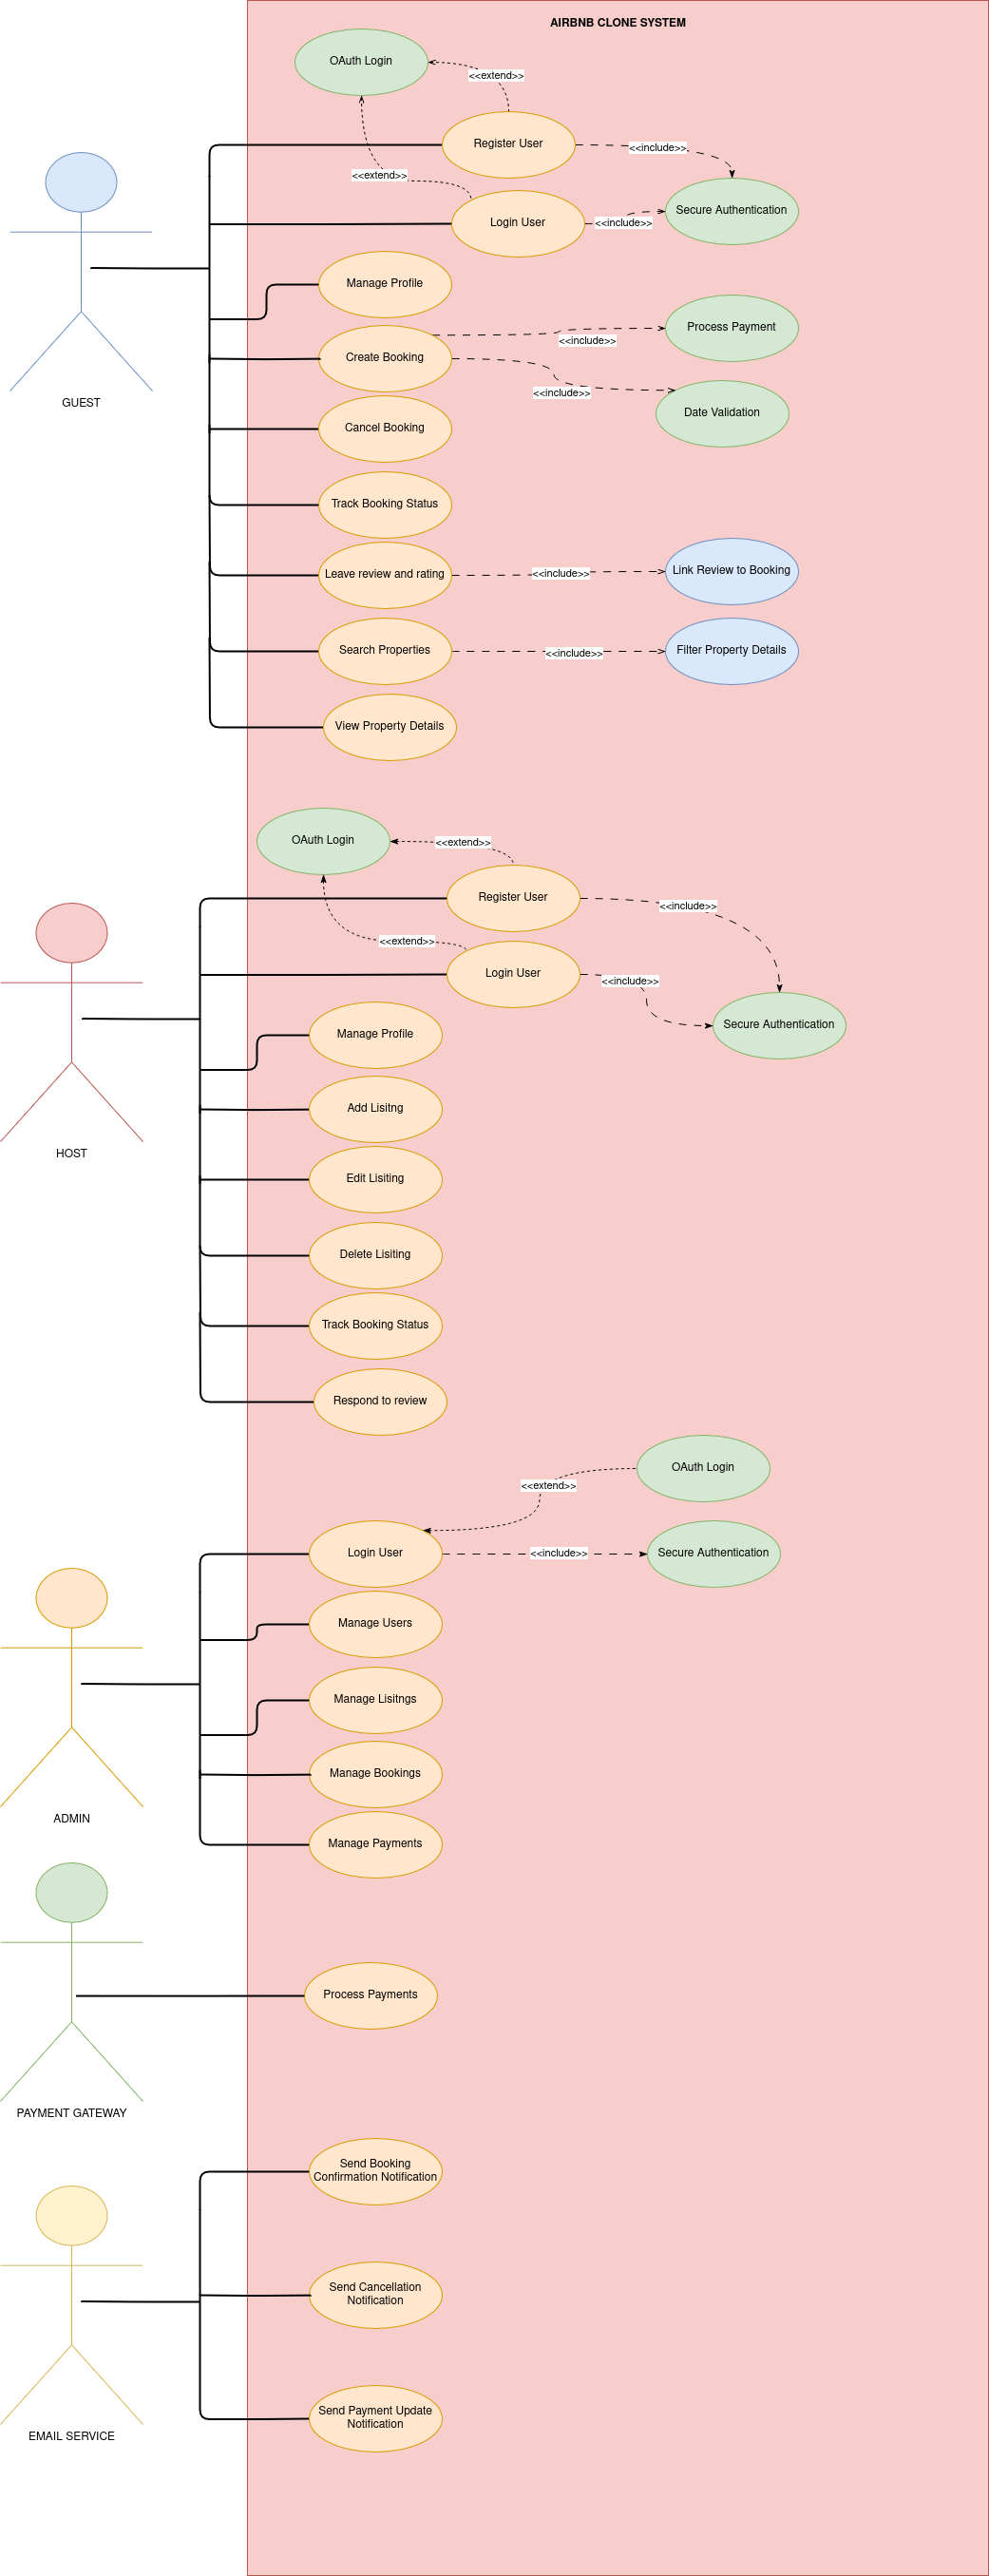 AIRBNB CLONE SYSTEM
OAuth Login
<<extend>>
Register User
<<include>>
<<extend>>
Secure Authentication
Login User
<<include>>
Manage Profile
Process Payment
<<include>>
Create Booking
<<include>>
Date Validation
GUEST
Cancel Booking
Track Booking Status
Leave review and rating
<<include>>
Link Review to Booking
Search Properties
<<include>>
Filter Property Details
View Property Details
OAuth Login
<<extend>>
Register User
<<include>>
<<extend>>
Login User
<<include>>
Secure Authentication
Manage Profile
Add Lisitng
HOST
Edit Lisiting
Delete Lisiting
Track Booking Status
Respond to review
OAuth Login
<<extend>>
Login User
<<include>>
Secure Authentication
Manage Users
Manage Lisitngs
Manage Bookings
ADMIN
Manage Payments
Process Payments
PAYMENT GATEWAY
Send Booking
Confirmation Notification
Send Cancellation
Notification
Send Payment Update
Notification
EMAIL SERVICE